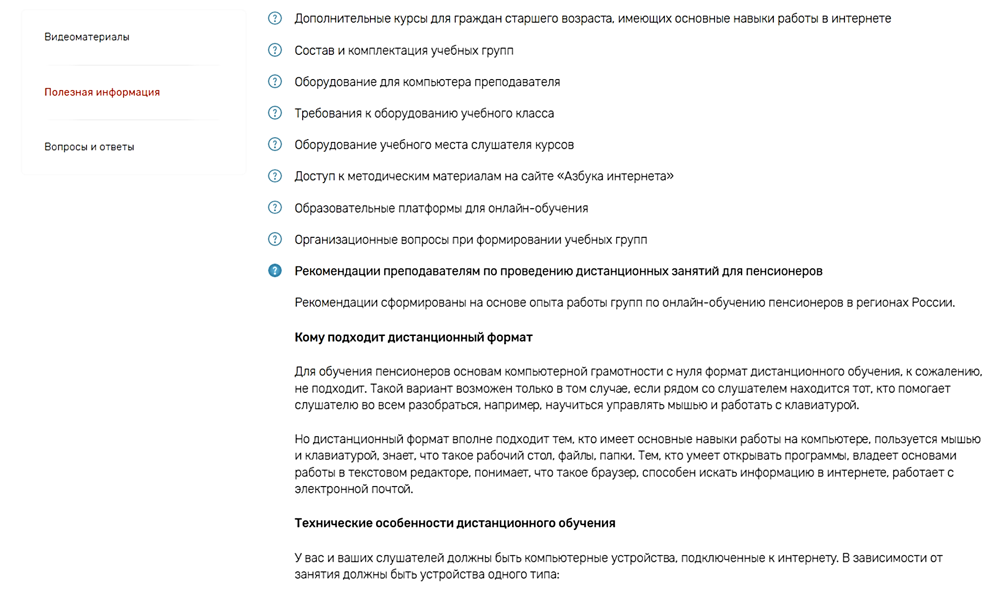 Видеоматериалы
Полезная информация
Вопросы и ответы
Дополнительные курсы для граждан старшего возраста, имеющих основные навыки работы в интернете
Состав и комплектация учебных групп
Оборудование для компьютера преподавателя
Требования к оборудованию учебного класса
Оборудование учебного места слушателя курсов
Доступ к методическим материалам на сайте «Азбука интернета»
Образовательные платформы для онлайн-обучения
Организационные вопросы при формировании учебных групп
Рекомендации преподавателям по проведению дистанционных занятий для пенсионеров
Рекомендации сформированы на основе опыта работы групп по онлайн-обучению пенсионеров в регионах России.
Кому подходит дистанционный формат
Для обучения пенсионеров основам компьютерной грамотности с нуля формат дистанционного обучения, к сожалению,
не подходит. Такой вариант возможен только в том случае, если рядом со слушателем находится тот, кто помогает
слушателю во всем разобраться, например, научиться управлять мышью и работать с клавиатурой.
Но дистанционный формат вполне подходит тем, кто имеет основные навыки работы на компьютере, пользуется мышью
и клавиатурой, знает, что такое рабочий стол, файлы, папки. Тем, кто умеет открывать программы, владеет основами
работы в текстовом редакторе, понимает, что такое браузер, способен искать информацию в интернете, работает с
электронной почтой.
Технические особенности дистанционного обучения
У вас и ваших слушателей должны быть компьютерные устройства, подключенные к интернету. В зависимости от
занятия должны быть устройства одного типа: